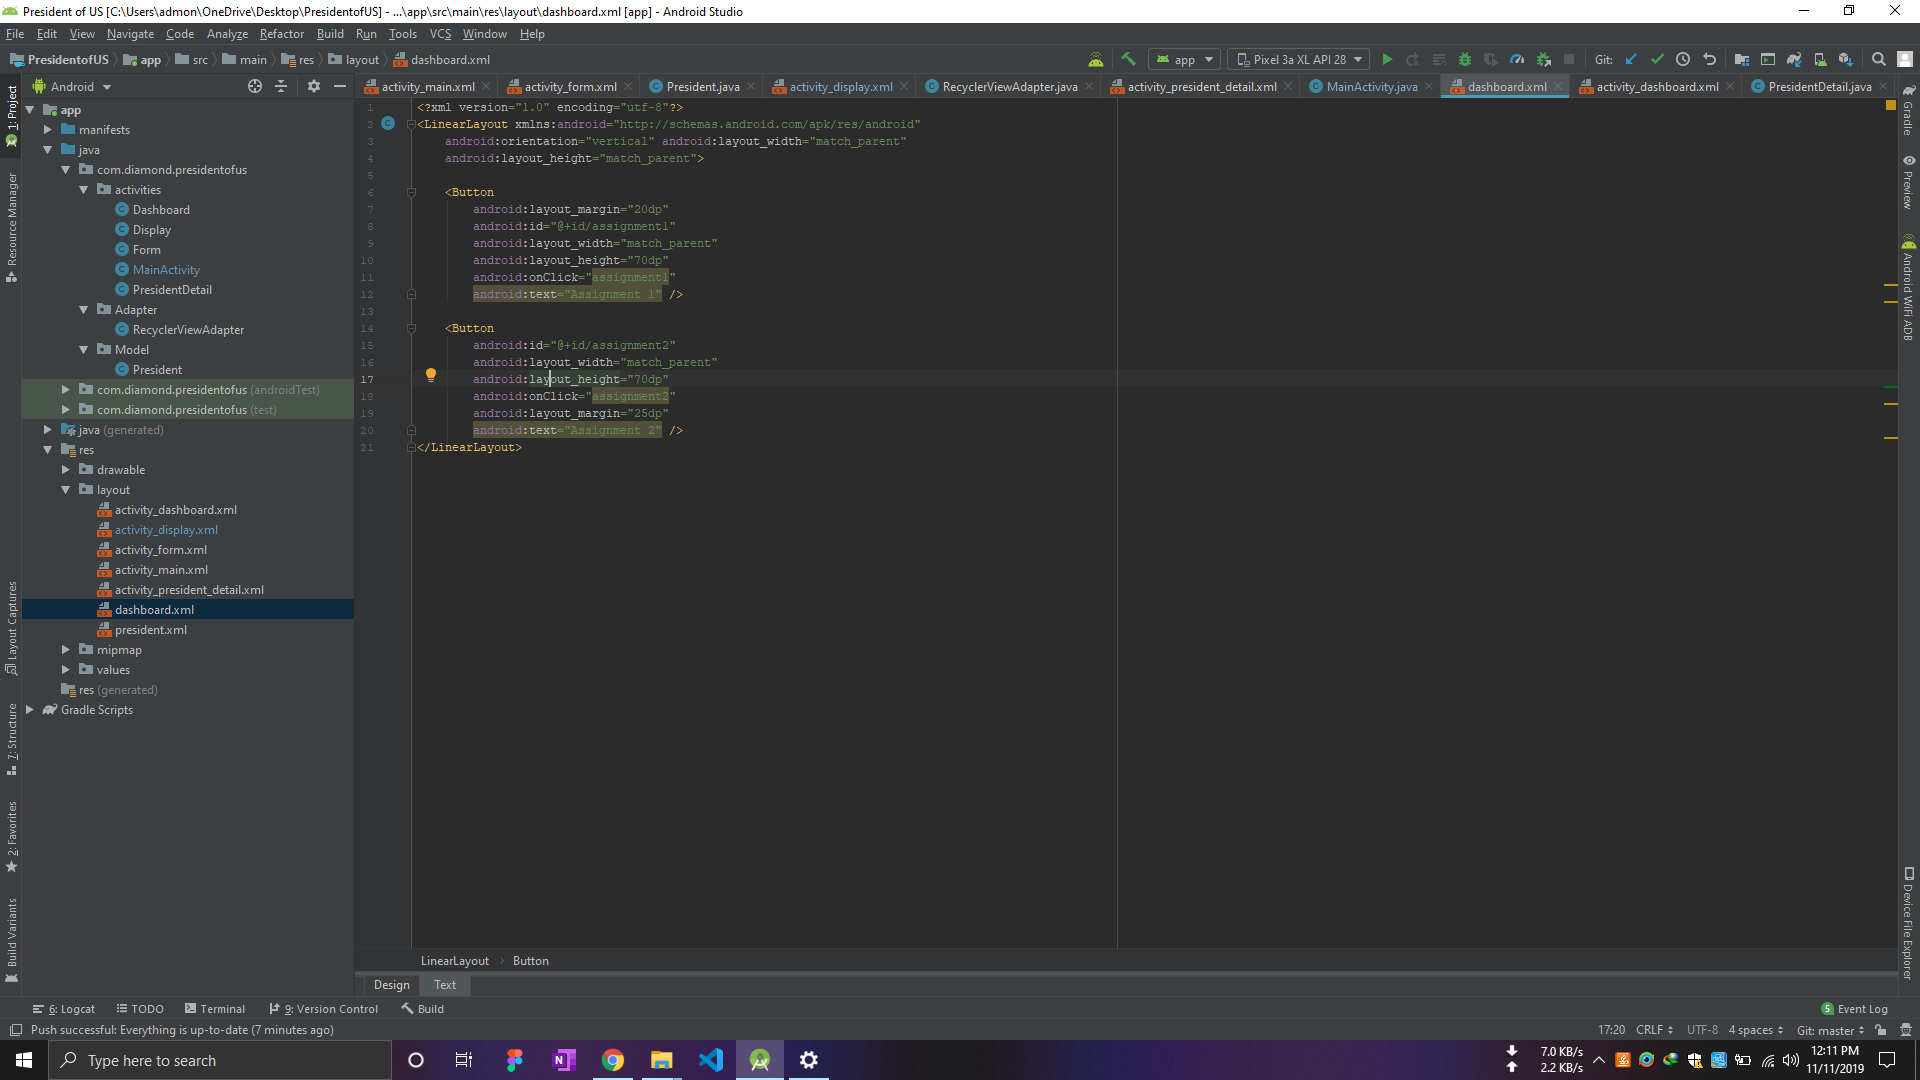 President of US [C:\Users\admon\OneDrive\Desktop\PresidentofUS] - ...\app\src\main\res\layout\dashboard.xml [app] - Android Studio
File Edit View Navigate Code Analyze Refactor Build Run Tools VCS Window Help
PresidentofUS app src main res layout dashboard.xml
app Pixel 3a XL API 28 Git:
Android
activity_main.xml activity_form.xml President.java activity_display.xml RecyclerViewAdapter.java activity_president_detail.xml MainActivity.java dashboard.xml activity_dashboard.xml PresidentDetail.java
1: Project
Resource Manager
Layout Captures
7: Structure
2: Favorites
Build Variants
app
manifests
java
com.diamond.presidentofus
activities
Dashboard
Display
Form
MainActivity
PresidentDetail
Adapter
RecyclerViewAdapter
Model
President
com.diamond.presidentofus (androidTest)
com.diamond.presidentofus (test)
java (generated)
res
drawable
layout
activity_dashboard.xml
activity_display.xml
activity_form.xml
activity_main.xml
activity_president_detail.xml
dashboard.xml
president.xml
mipmap
values
res (generated)
Gradle Scripts
1 <?xml version="1.0" encoding="utf-8"?>
2 <LinearLayout xmlns:android="http://schemas.android.com/apk/res/android"
3 android:orientation="vertical" android:layout_width="match_parent"
4 android:layout_height="match_parent">
5
6 <Button
7 android:layout_margin="20dp"
8 android:id="@+id/assignment1"
9 android:layout_width="match_parent"
10 android:layout_height="70dp"
11 android:onClick="assignment1"
12 android:text="Assignment 1" />
13
14 <Button
15 android:id="@+id/assignment2"
16 android:layout_width="match_parent"
17 android:layout_height="70dp"
18 android:onClick="assignment2"
19 android:layout_margin="25dp"
20 android:text="Assignment 2" />
21 </LinearLayout>
Gradle
Preview
Android WiFi ADB
Device File Explorer
LinearLayout Button
Design Text
6: Logcat TODO Terminal 9: Version Control Build
5 Event Log
Push successful: Everything is up-to-date (7 minutes ago)
17:20 CRLF UTF-8 4 spaces Git: master
Type here to search
7.0 KB/s
2.2 KB/s
12:11 PM
11/11/2019